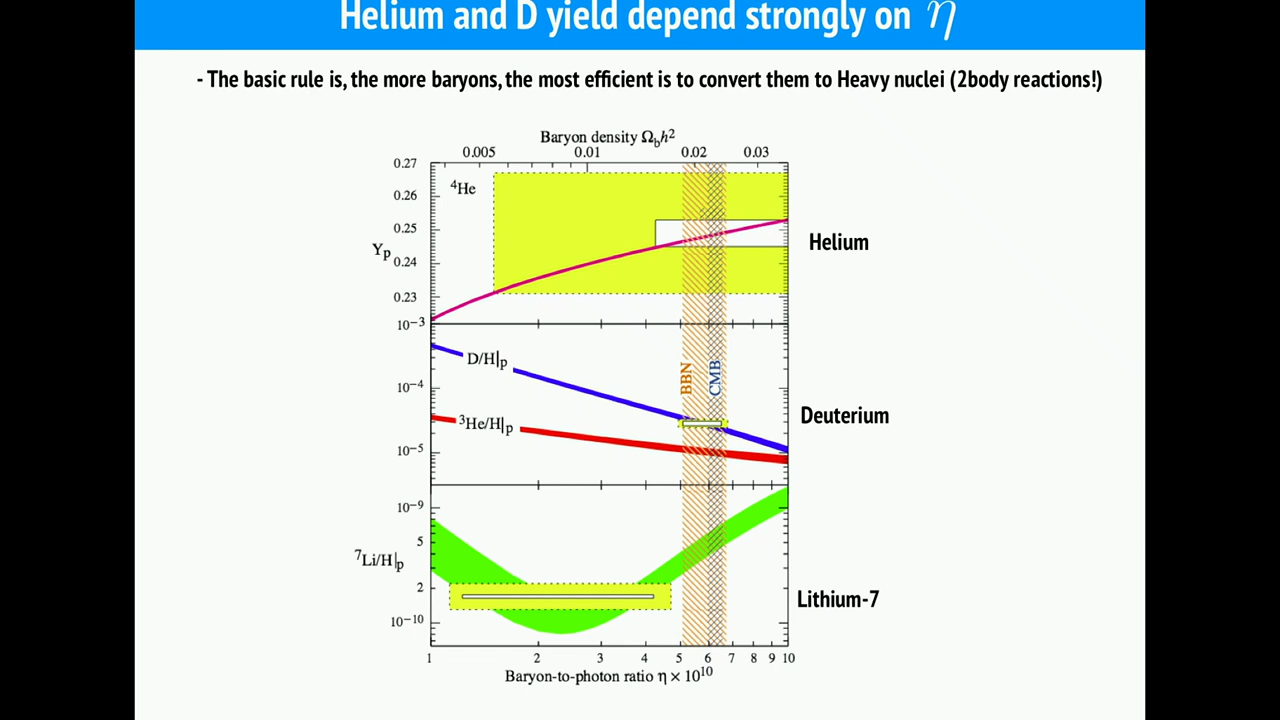 Helium and D yield depend strongly on η
- The basic rule is, the more baryons, the most efficient is to convert them to Heavy nuclei (2body reactions!)
Baryon density Ω_b h²
0.005 0.01 0.02 0.03
0.27
⁴He
0.26
0.25
Y_p
Helium
0.24
0.23
10⁻³
D/H|_p
BBN
CMB
10⁻⁴
³He/H|_p
Deuterium
10⁻⁵
10⁻⁹
5
⁷Li/H|_p
2
Lithium-7
10⁻¹⁰
1 2 3 4 5 6 7 8 9 10
Baryon-to-photon ratio η × 10¹⁰